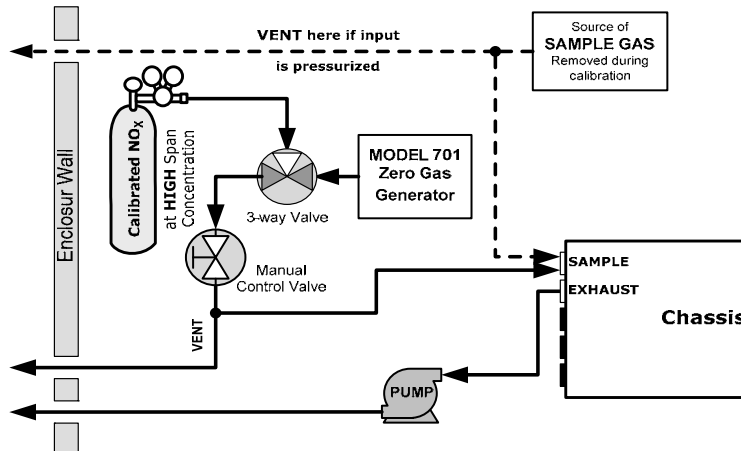 VENT here if input
is pressurized
Source of
SAMPLE GAS
Removed during
calibration
Enclosur Wall
Calibrated NOX
at HIGH Span
Concentration
MODEL 701
Zero Gas
Generator
3-way Valve
Manual
Control Valve
VENT
SAMPLE
EXHAUST
Chassis
PUMP